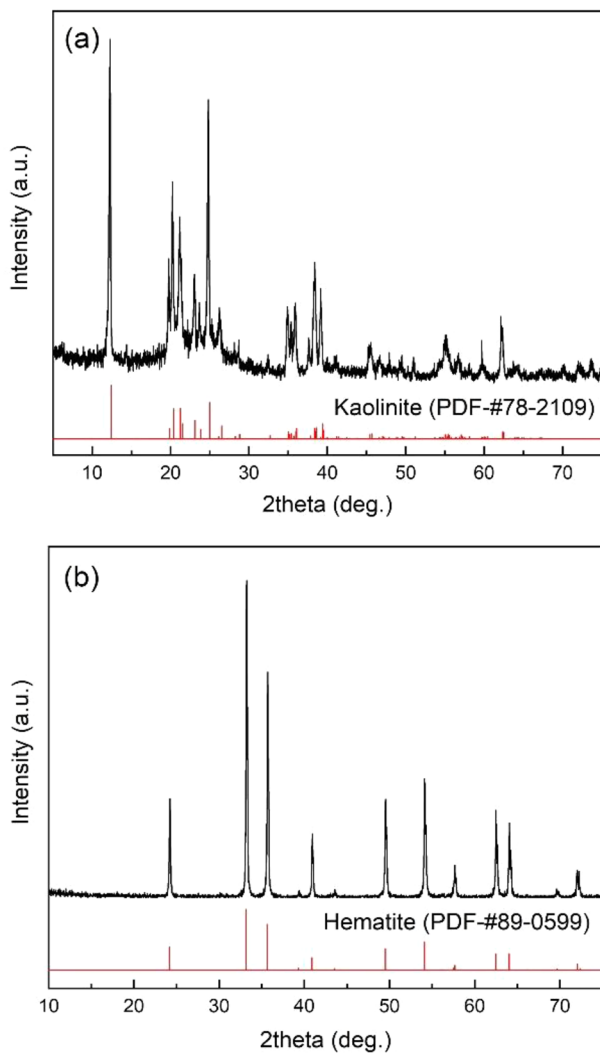 (a)
Intensity (a.u.)
Kaolinite (PDF-#78-2109)
10 20 30 40 50 60 70
2theta (deg.)
(b)
Intensity (a.u.)
Hematite (PDF-#89-0599)
10 20 30 40 50 60 70
2theta (deg.)